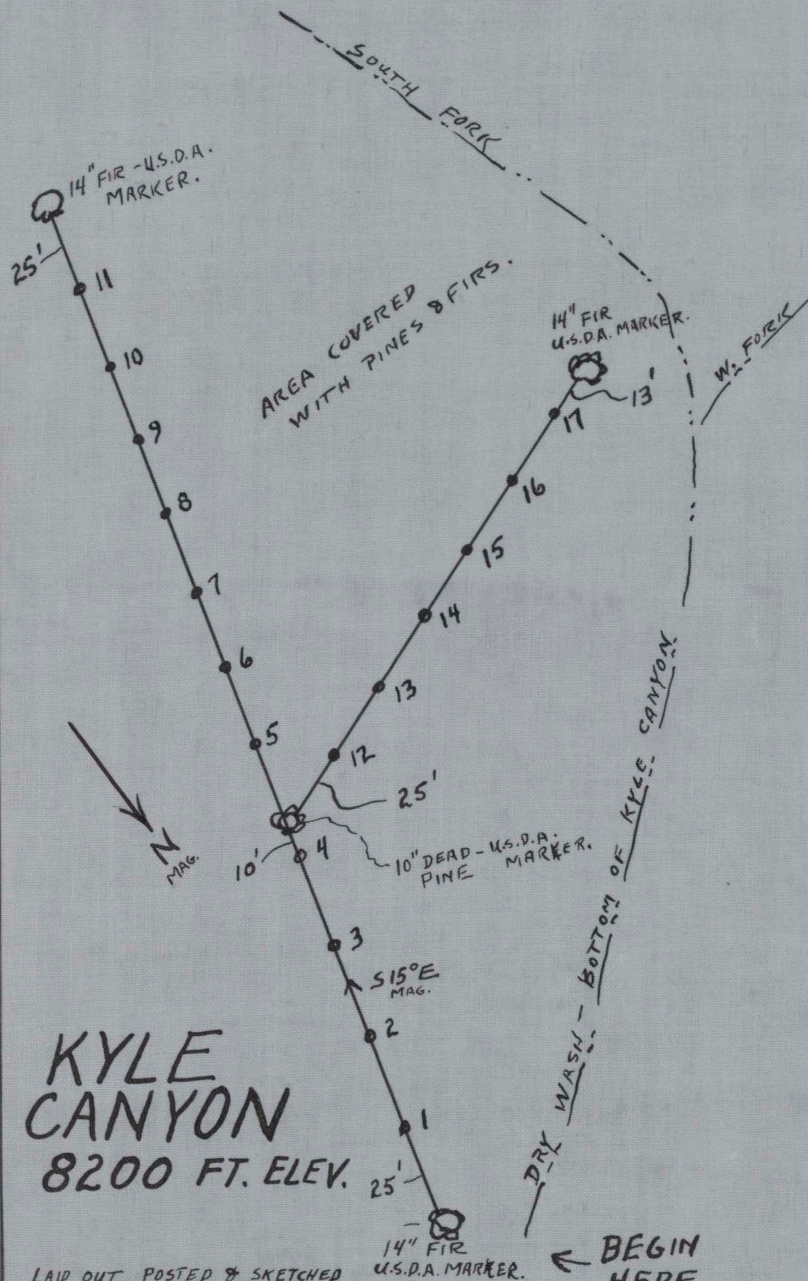 SOUTH FORK
14" FIR - U.S.D.A.
MARKER.
25'
11
10
9
8
7
6
5
AREA COVERED
WITH PINES & FIRS.
14" FIR
U.S.D.A. MARKER.
13'
W. FORK
17
16
15
14
13
12
25'
N
MAG.
10'
4
10" DEAD - U.S.D.A.
PINE MARKER.
3
S15°E
MAG.
2
1
25'
DRY WASH - BOTTOM OF KYLE CANYON
KYLE
CANYON
8200 FT. ELEV.
14" FIR
U.S.D.A. MARKER.
BEGIN
HERE
LAID OUT POSTED & SKETCHED